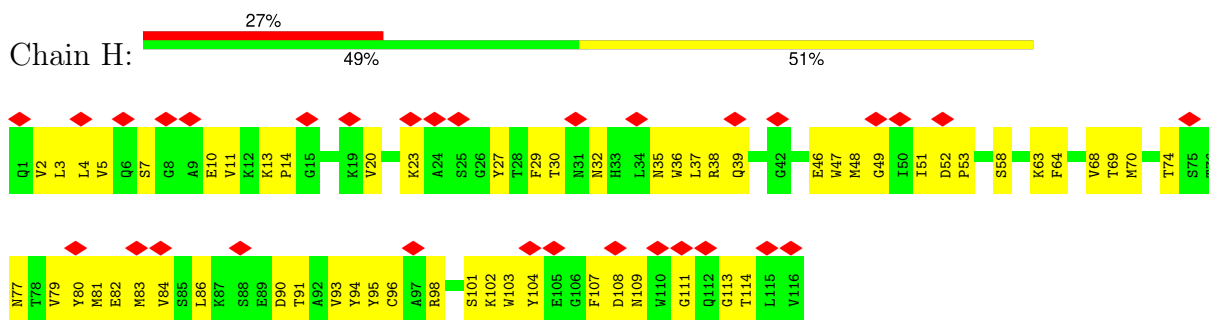 27%
Chain H:
49% 51%
Q1 V2 L3 L4 V5 Q6 S7 G8 A9 E10 V11 K12 K13 P14 G15 K19 V20 K23 A24 S25 G26 Y27 T28 F29 T30 N31 N32 H33 L34 N35 W36 L37 R38 Q39 G42 E46 W47 M48 G49 I50 I51 D52 P53 S58 K63 F64 V68 T69 M70 T74 S75
N77 T78 V79 Y80 M81 E82 M83 V84 S85 L86 K87 S88 E89 D90 T91 A92 V93 Y94 Y95 C96 A97 R98 S101 K102 W103 Y104 E105 G106 F107 D108 N109 W110 G111 Q112 G113 T114 L115 V116